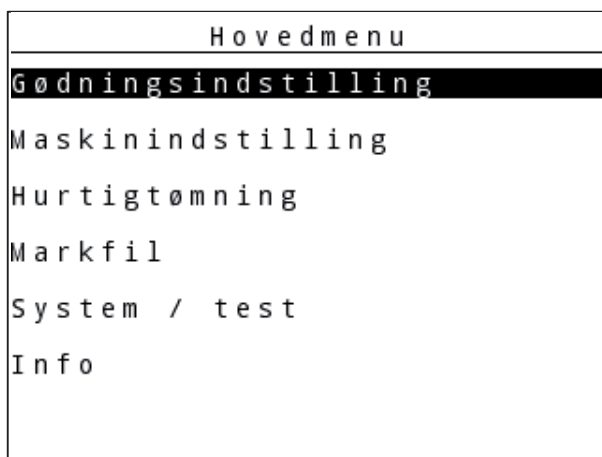 Hovedmenu
Gødningsindstilling
Maskinindstilling
Hurtigtømning
Markfil
System / test
Info